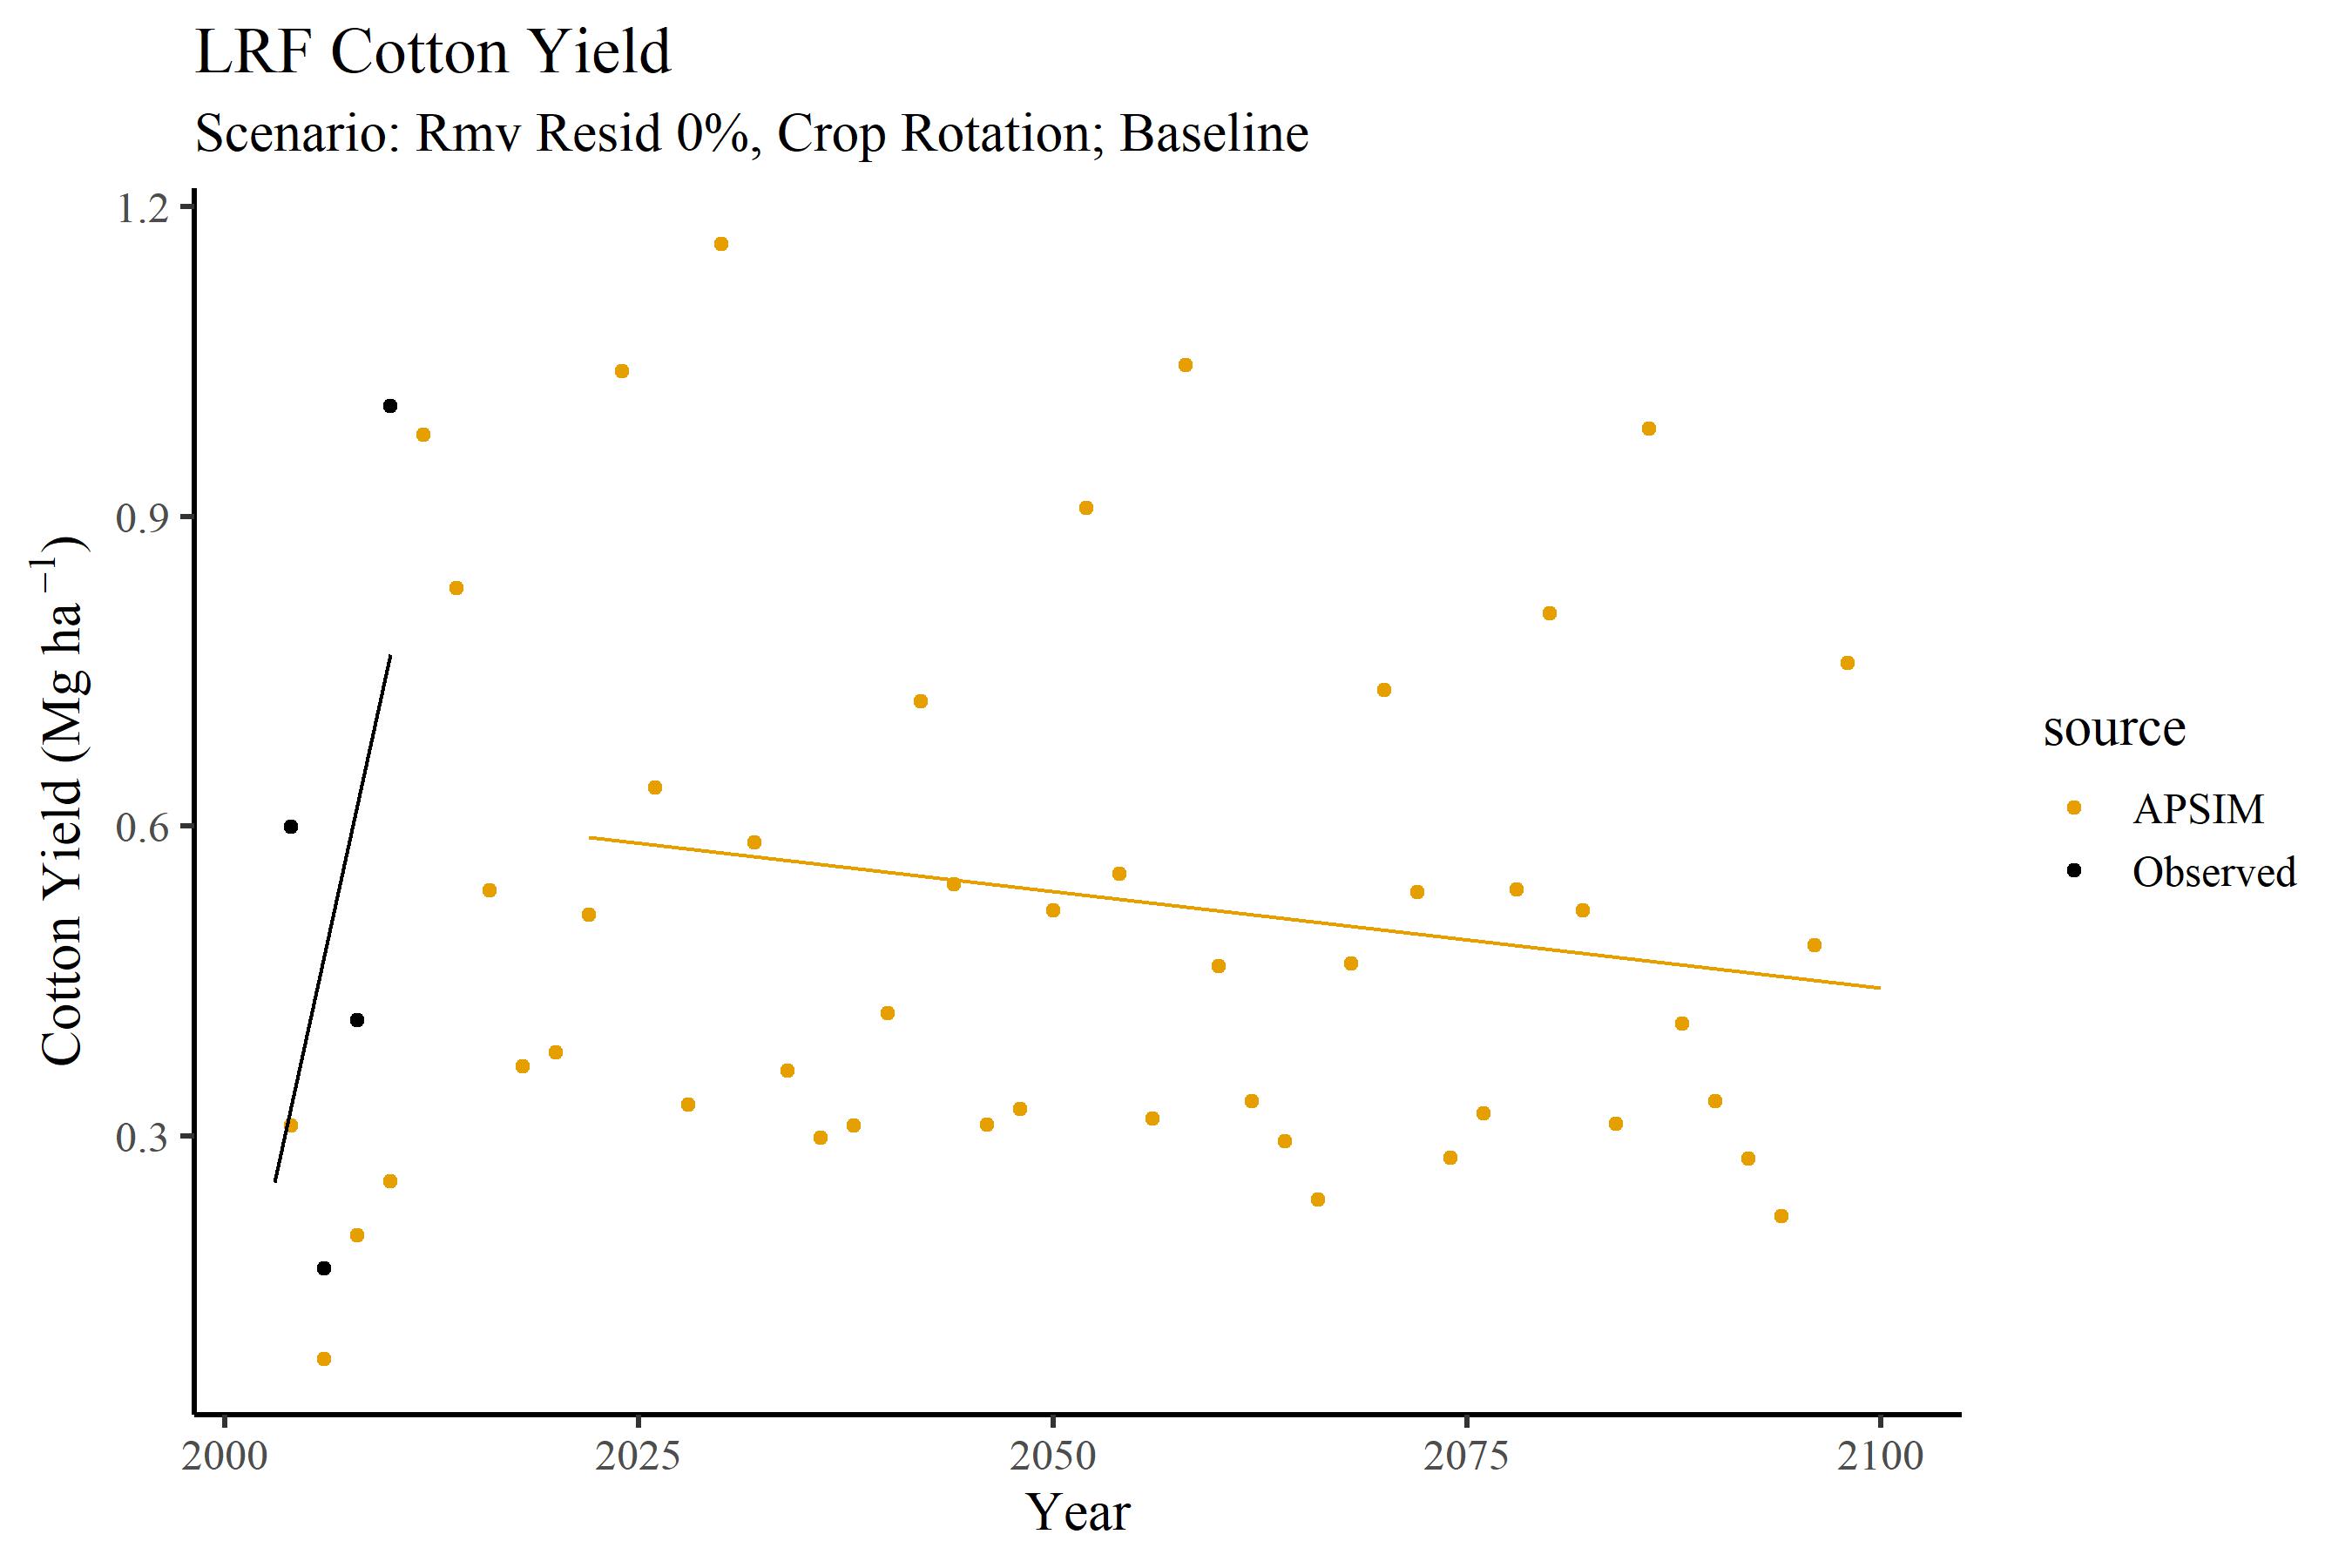 LRF Cotton Yield
Scenario: Rmv Resid 0%, Crop Rotation; Baseline
Cotton Yield (Mg ha⁻¹)
1.2
0.9
0.6
0.3
2000 2025 2050 2075 2100
Year
source
APSIM
Observed